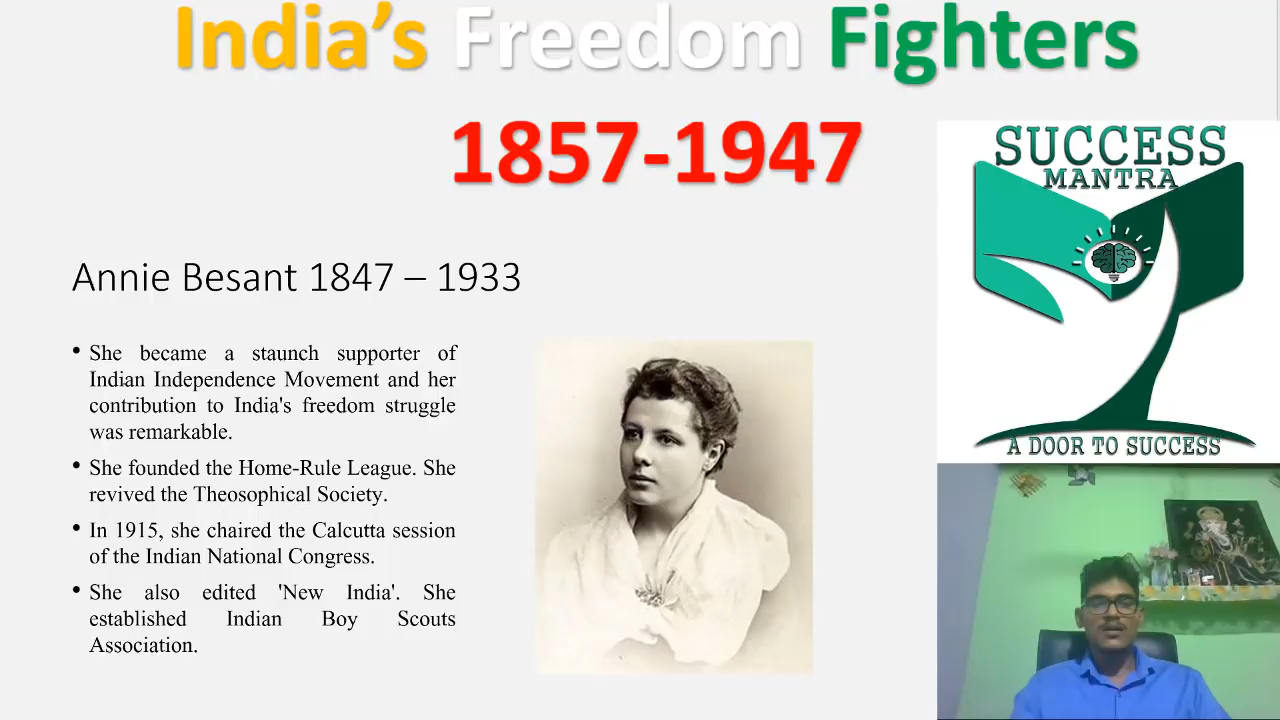 India's Freedom Fighters
1857-1947
SUCCESS
MANTRA
A DOOR TO SUCCESS
Annie Besant 1847 – 1933
• She became a staunch supporter of
Indian Independence Movement and her
contribution to India's freedom struggle
was remarkable.
• She founded the Home-Rule League. She
revived the Theosophical Society.
• In 1915, she chaired the Calcutta session
of the Indian National Congress.
• She also edited 'New India'. She
established Indian Boy Scouts
Association.